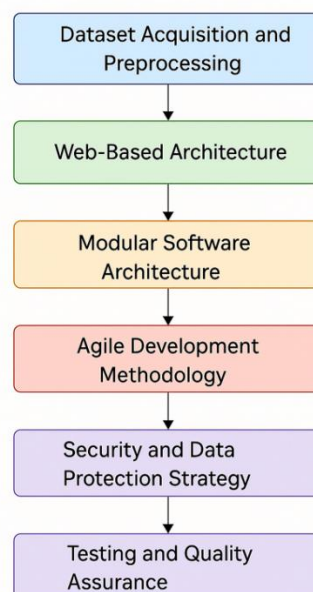 Dataset Acquisition and
Preprocessing
Web-Based Architecture
Modular Software
Architecture
Agile Development
Methodology
Security and Data
Protection Strategy
Testing and Quality
Assurance